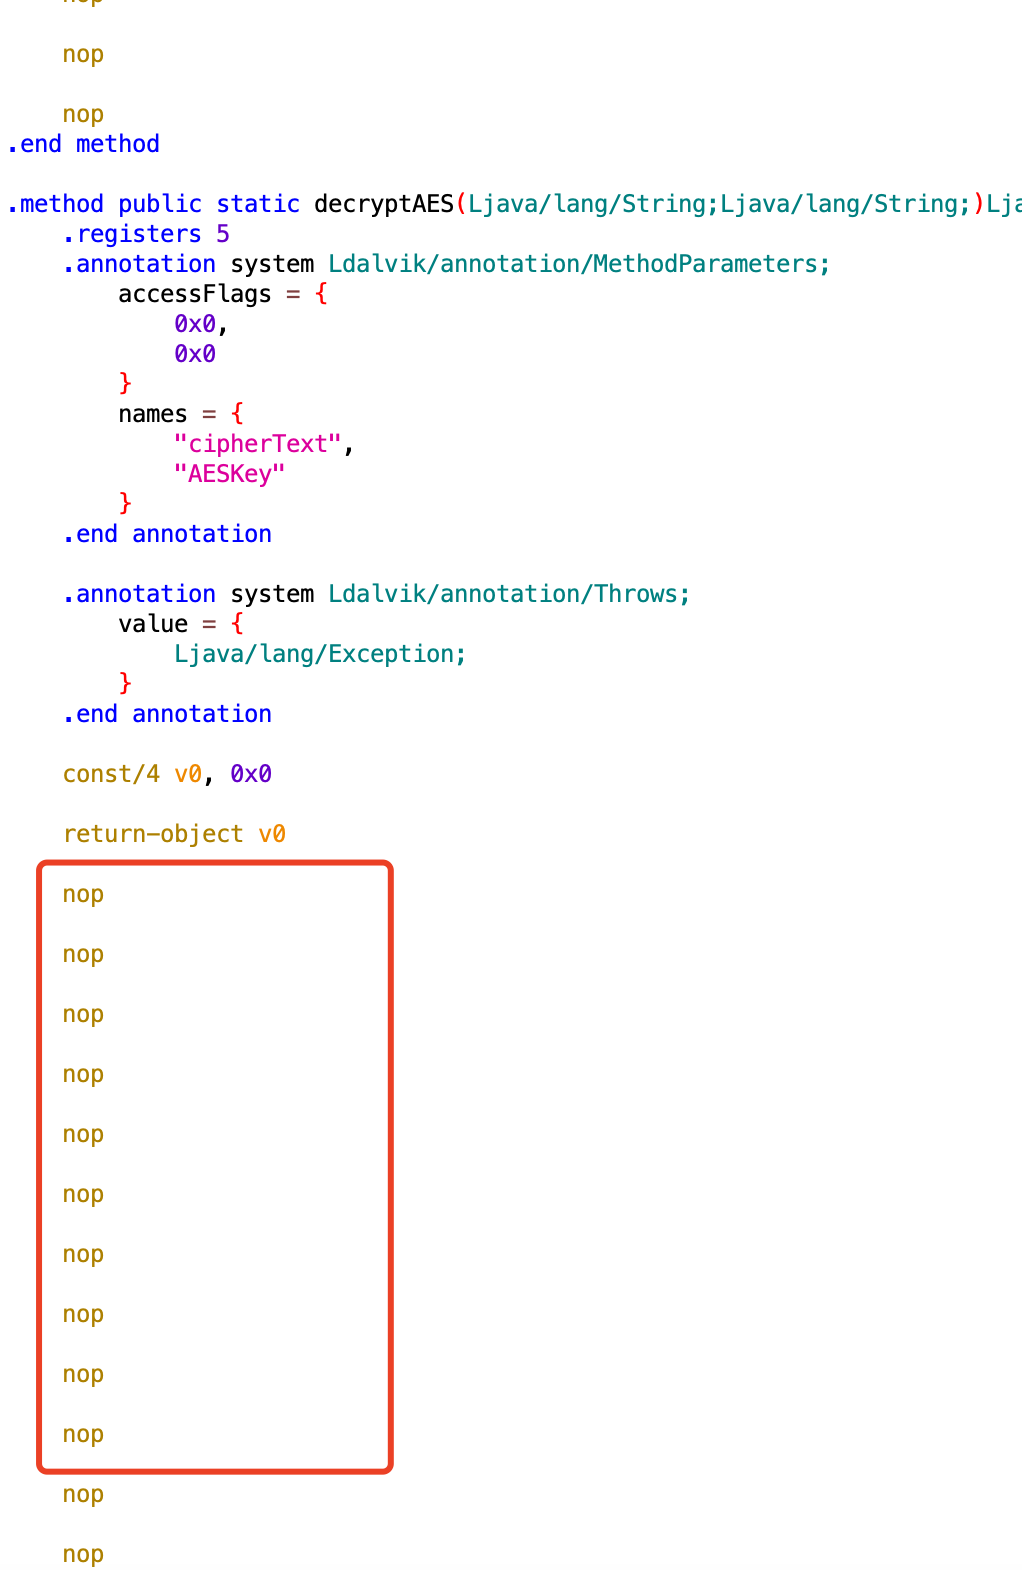 nop
nop
nop
.end method
.method public static decryptAES(Ljava/lang/String;Ljava/lang/String;)Lja
.registers 5
.annotation system Ldalvik/annotation/MethodParameters;
accessFlags = {
0x0,
0x0
}
names = {
"cipherText",
"AESKey"
}
.end annotation
.annotation system Ldalvik/annotation/Throws;
value = {
Ljava/lang/Exception;
}
.end annotation
const/4 v0, 0x0
return-object v0
nop
nop
nop
nop
nop
nop
nop
nop
nop
nop
nop
nop